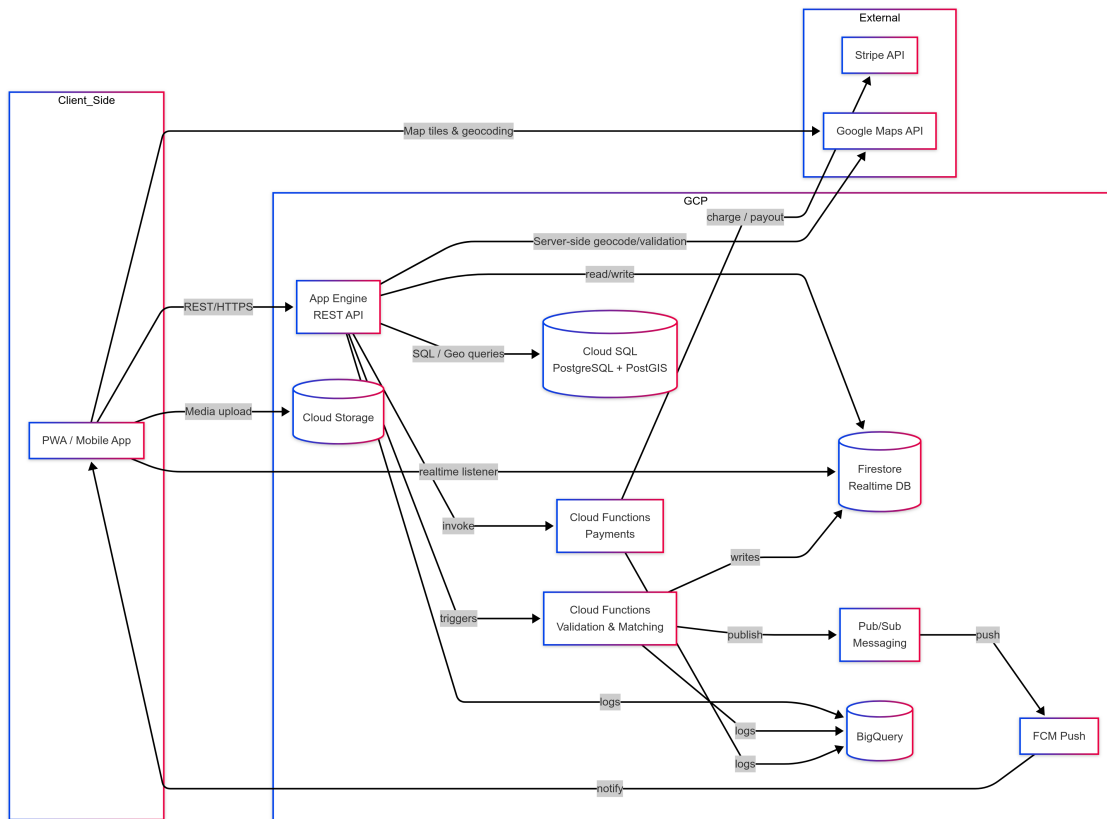 External
Stripe API
Client_Side
Map tiles & geocoding
Google Maps API
GCP
charge / payout
Server-side geocode/validation
read/write
App Engine
REST API
REST/HTTPS
SQL / Geo queries
Cloud SQL
PostgreSQL + PostGIS
Media upload
Cloud Storage
PWA / Mobile App
realtime listener
Firestore
Realtime DB
invoke
Cloud Functions
Payments
writes
triggers
Cloud Functions
Validation & Matching
publish
Pub/Sub
Messaging
push
logs
logs
logs
BigQuery
FCM Push
notify